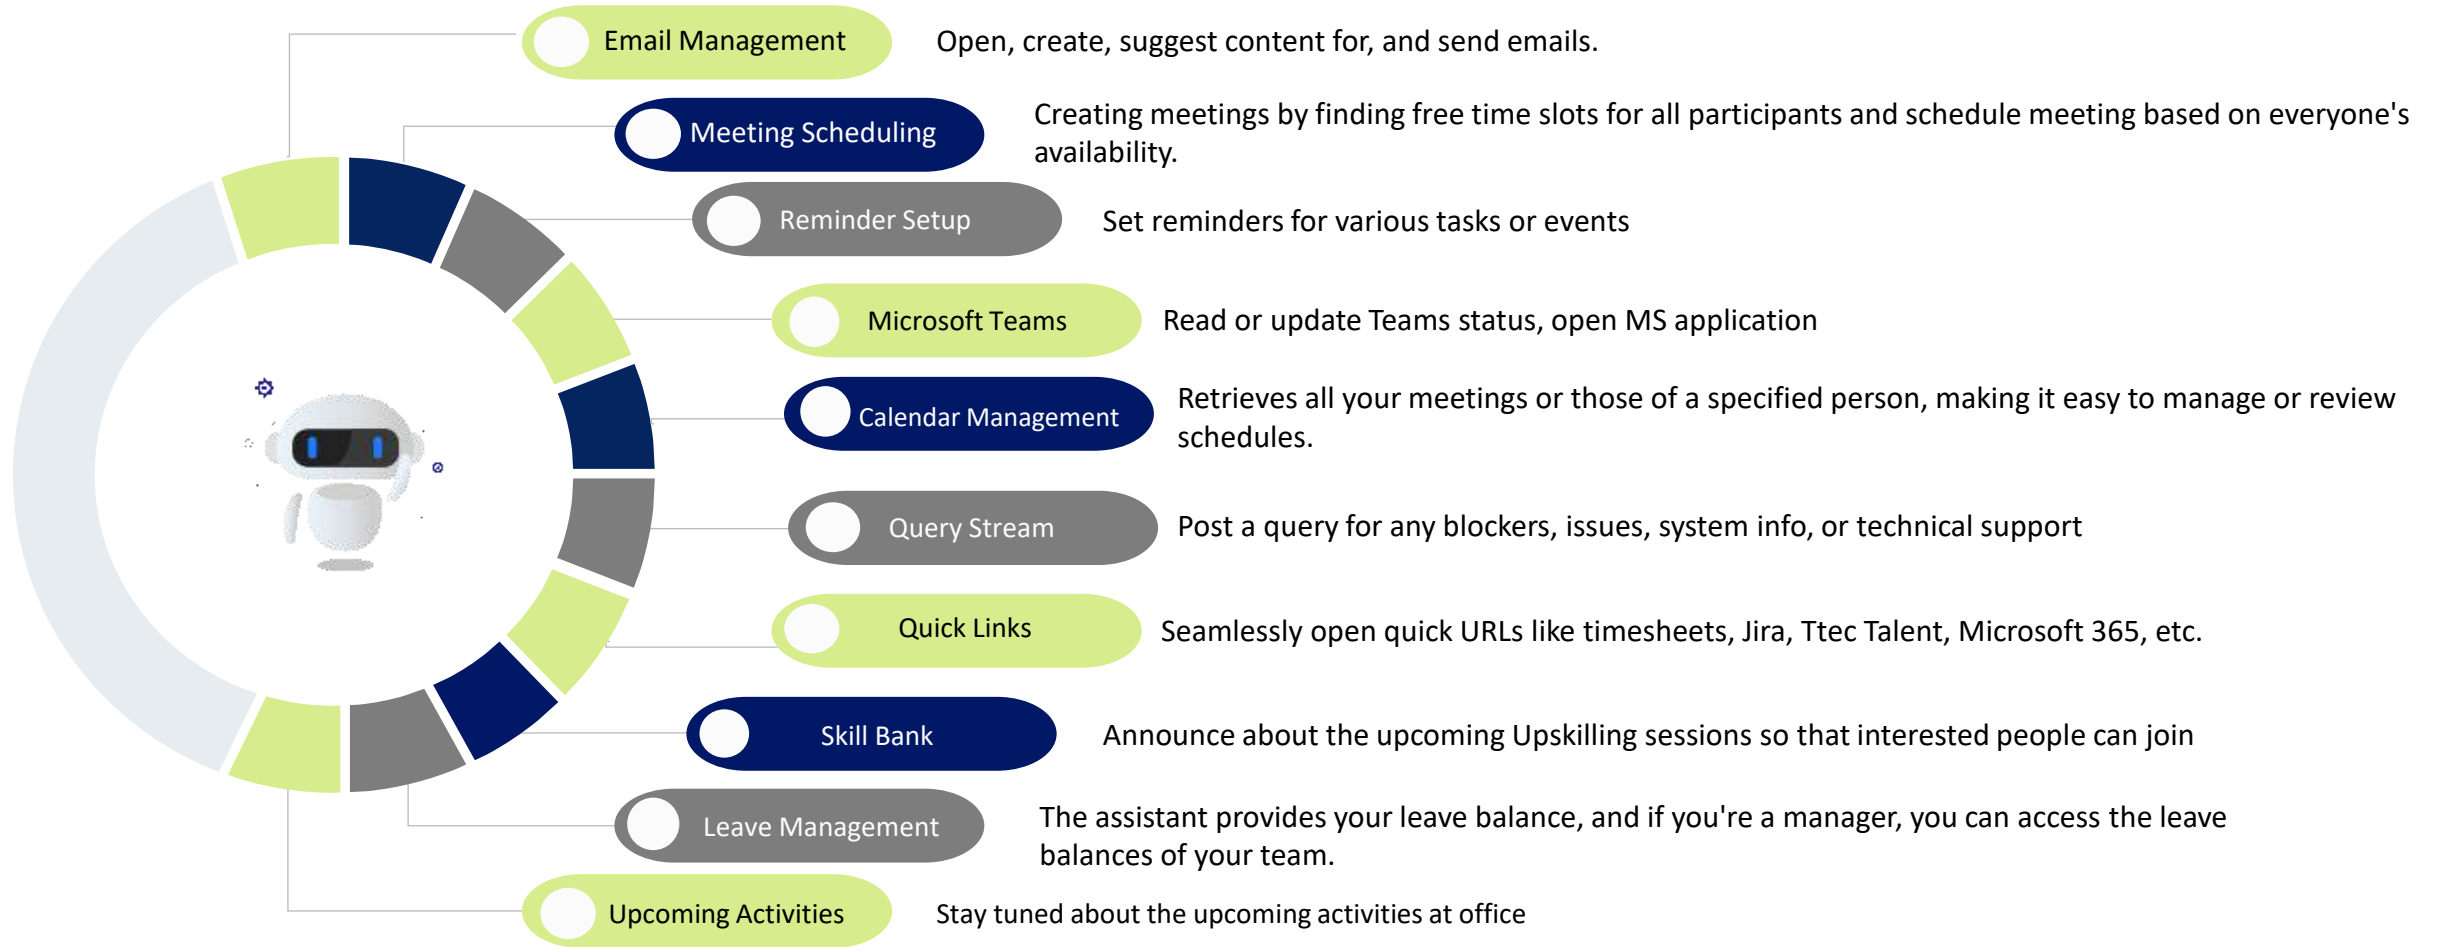 Email Management
Open, create, suggest content for, and send emails.
Meeting Scheduling
Creating meetings by finding free time slots for all participants and schedule meeting based on everyone's
availability.
Reminder Setup
Set reminders for various tasks or events
Microsoft Teams
Read or update Teams status, open MS application
Calendar Management
Retrieves all your meetings or those of a specified person, making it easy to manage or review
schedules.
Query Stream
Post a query for any blockers, issues, system info, or technical support
Quick Links
Seamlessly open quick URLs like timesheets, Jira, Ttec Talent, Microsoft 365, etc.
Skill Bank
Announce about the upcoming Upskilling sessions so that interested people can join
Leave Management
The assistant provides your leave balance, and if you're a manager, you can access the leave
balances of your team.
Upcoming Activities
Stay tuned about the upcoming activities at office